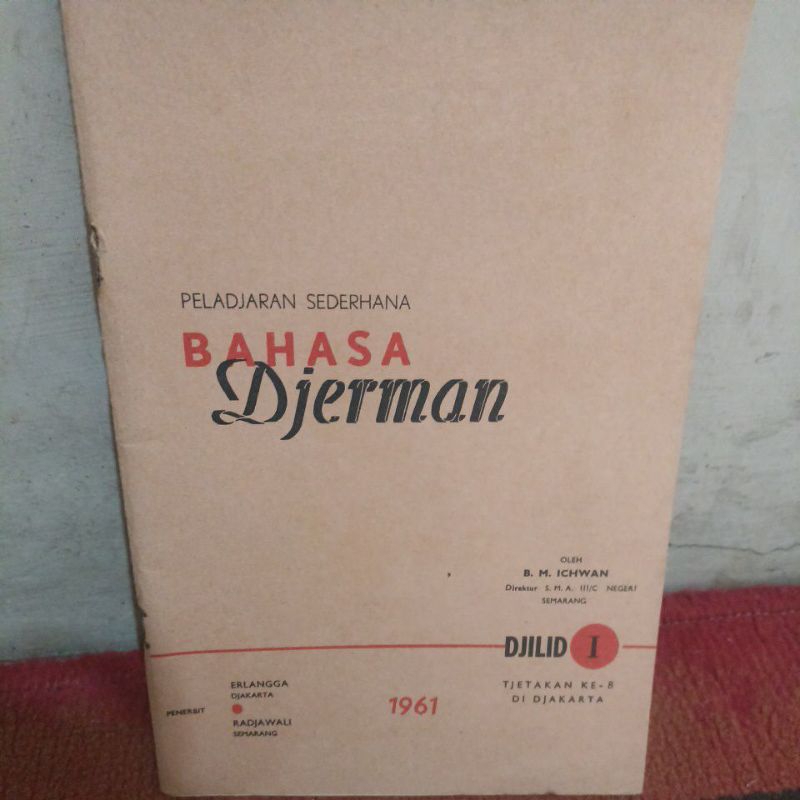 PELADJARAN SEDERHANA
BAHASA
Djerman
OLEH
B. M. ICHWAN
Direktur S. M. A. III/C NEGERI
SEMARANG
DJILID I
TJETAKAN KE-8
DI DJAKARTA
PENERBIT
ERLANGGA
DJAKARTA
RADJAWALI
SEMARANG
1961